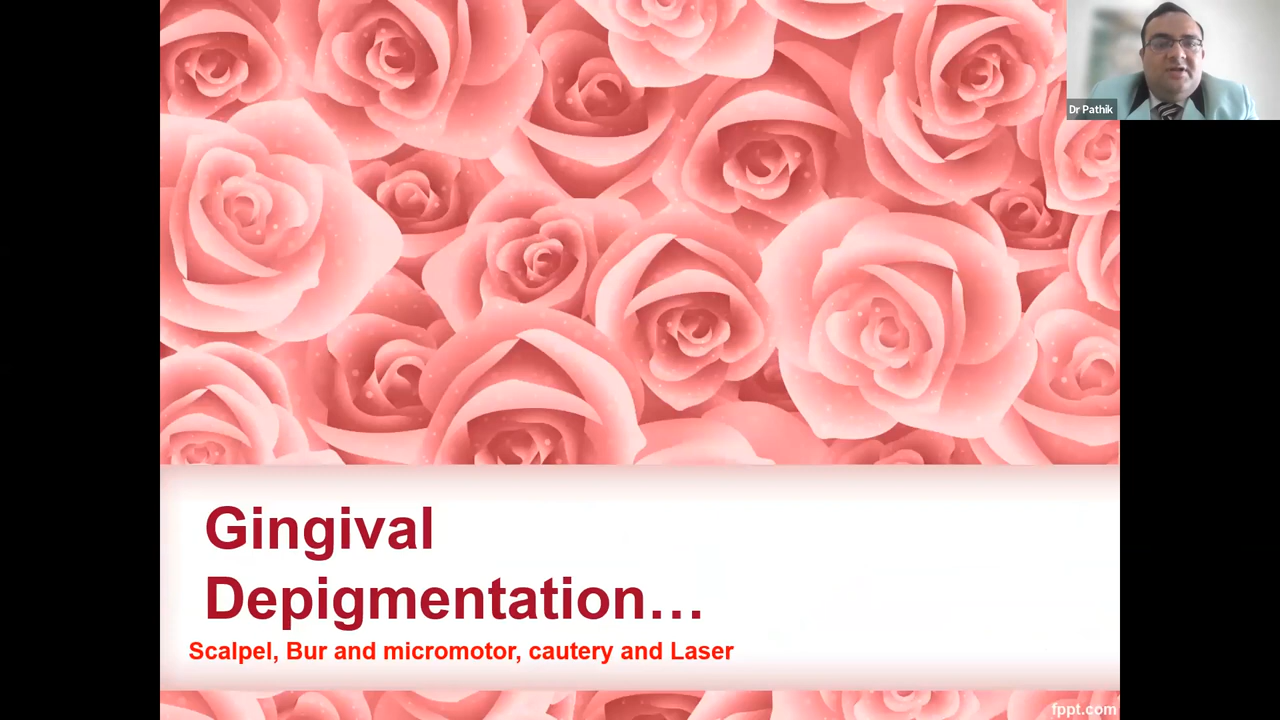 Dr Pathik
Gingival
Depigmentation…
Scalpel, Bur and micromotor, cautery and Laser
fppt.com